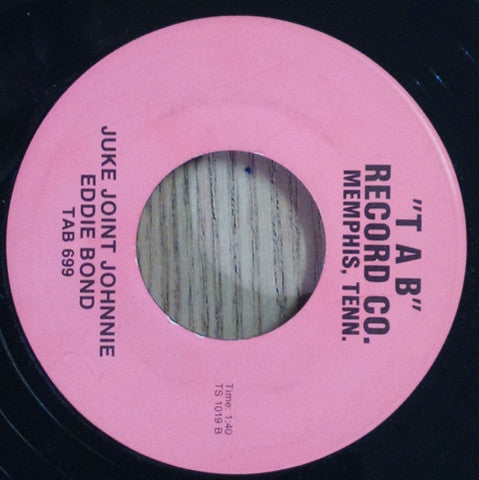 "T A B"
RECORD CO.
MEMPHIS, TENN.
Time: 1:40
TS 1019 B
JUKE JOINT JOHNNIE
EDDIE BOND
TAB 699